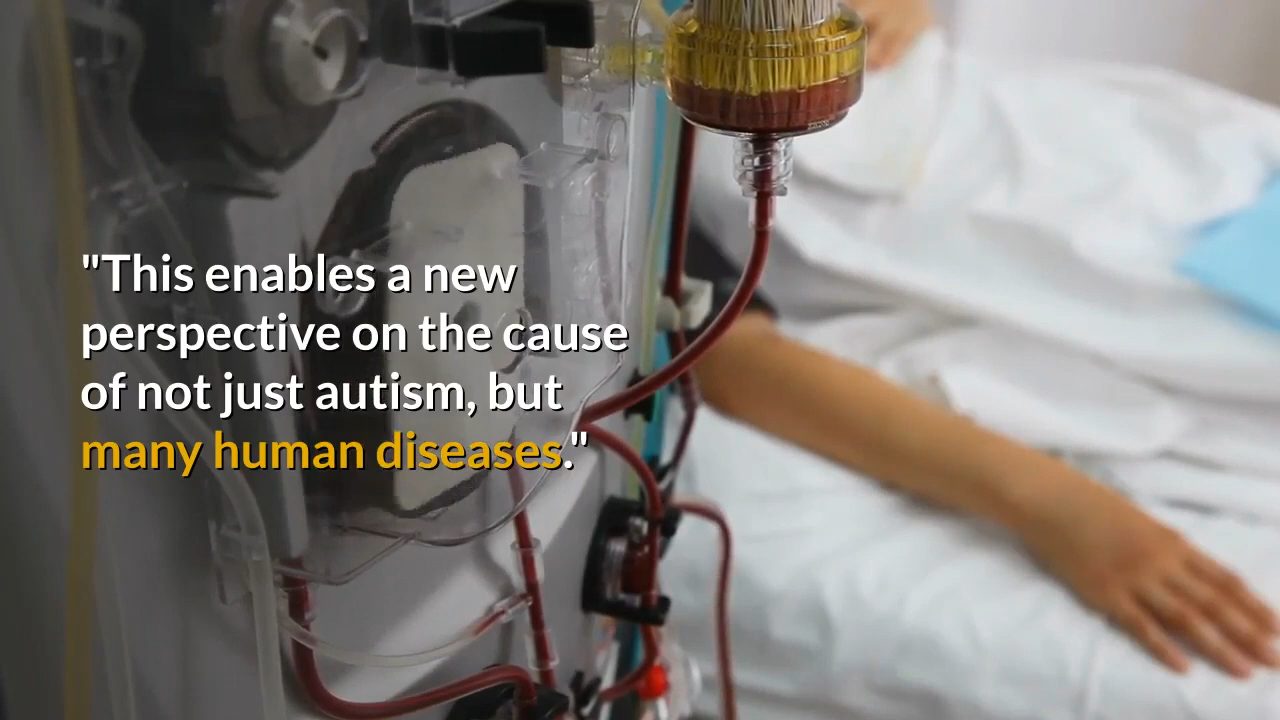 "This enables a new
perspective on the cause
of not just autism, but
many human diseases."